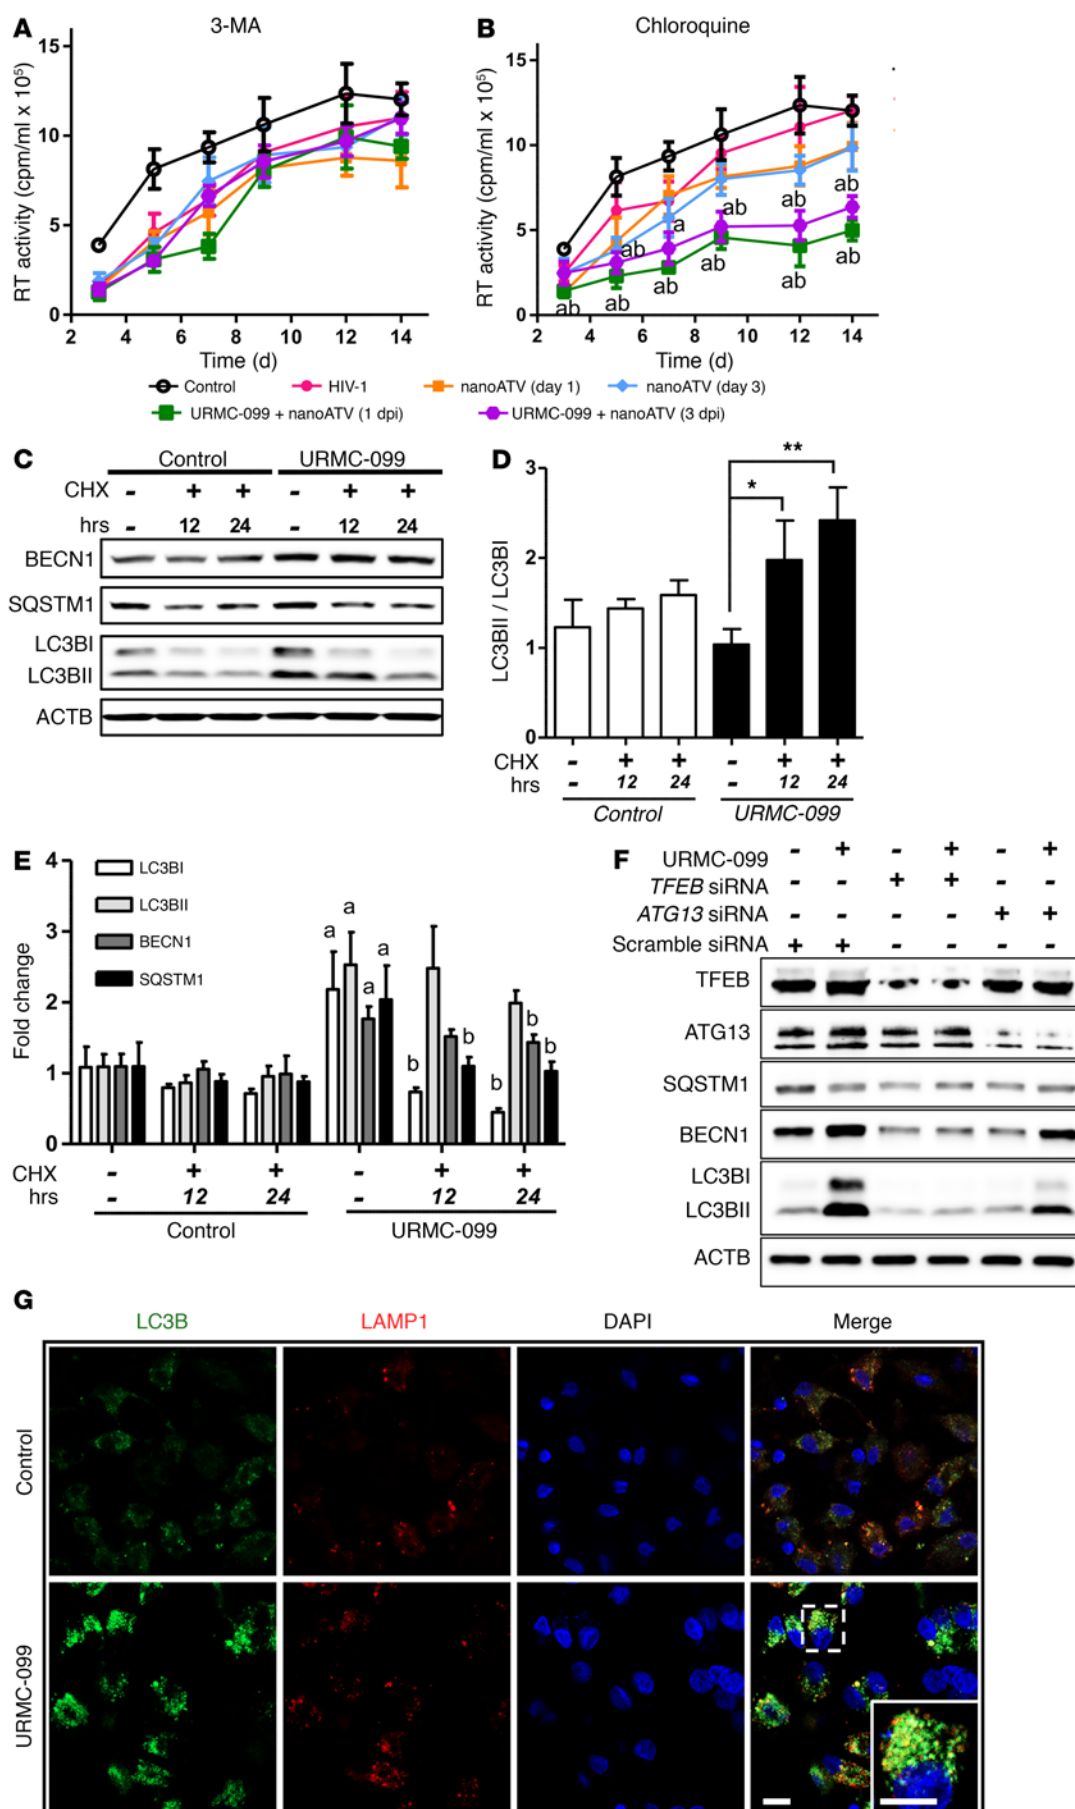 A
3-MA
RT activity (cpm/ml x 10⁵)
15
10
5
0
2 4 6 8 10 12 14
Time (d)
B
Chloroquine
RT activity (cpm/ml x 10⁵)
15
10
5
0
ab
ab
ab
ab
a
ab
ab
ab
ab
ab
ab
ab
2 4 6 8 10 12 14
Time (d)
Control
HIV-1
nanoATV (day 1)
nanoATV (day 3)
URMC-099 + nanoATV (1 dpi)
URMC-099 + nanoATV (3 dpi)
C
Control URMC-099
CHX - + + - + +
hrs - 12 24 - 12 24
BECN1
SQSTM1
LC3BI
LC3BII
ACTB
D
LC3BII / LC3BI
3
2
1
0
*
**
CHX - + + - + +
hrs - 12 24 - 12 24
Control URMC-099
E
Fold change
4
3
2
1
0
LC3BI
LC3BII
BECN1
SQSTM1
a a a a
b b b
b b b
CHX - + + - + +
hrs - 12 24 - 12 24
Control URMC-099
F
URMC-099 - + - + - +
TFEB siRNA - - + + - -
ATG13 siRNA - - - - + +
Scramble siRNA + + - - - -
TFEB
ATG13
SQSTM1
BECN1
LC3BI
LC3BII
ACTB
G
LC3B LAMP1 DAPI Merge
Control
URMC-099